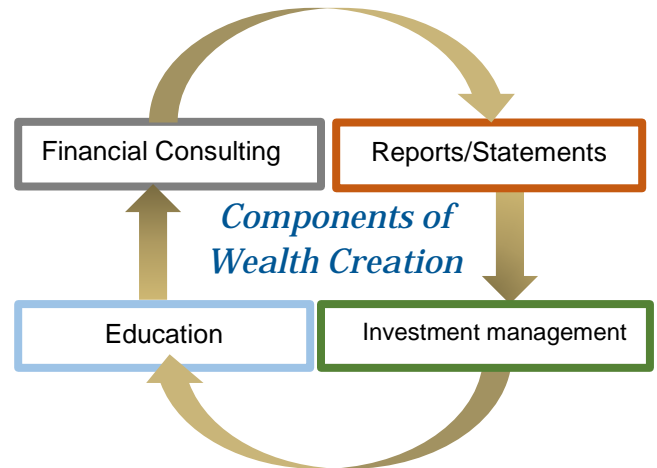 Financial Consulting
Reports/Statements
Components of
Wealth Creation
Education
Investment management